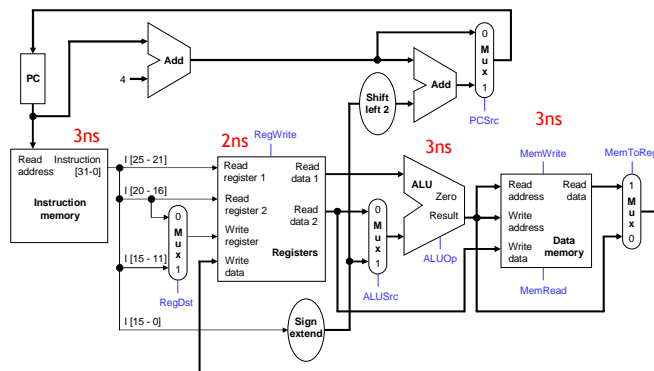 PC
4
Add
Shift
left 2
Add
0
M
u
x
1
PCSrc
3ns
Read
address
Instruction
[31-0]
Instruction
memory
I [25 - 21]
I [20 - 16]
I [15 - 11]
I [15 - 0]
0
M
u
x
1
RegDst
2ns
RegWrite
Read
register 1
Read
data 1
Read
register 2
Read
data 2
Write
register
Write
data
Registers
Sign
extend
0
M
u
x
1
ALUSrc
3ns
ALU
Zero
Result
ALUOp
3ns
MemWrite
Read
address
Read
data
Write
address
Write
data
Data
memory
MemRead
MemToReg
1
M
u
x
0